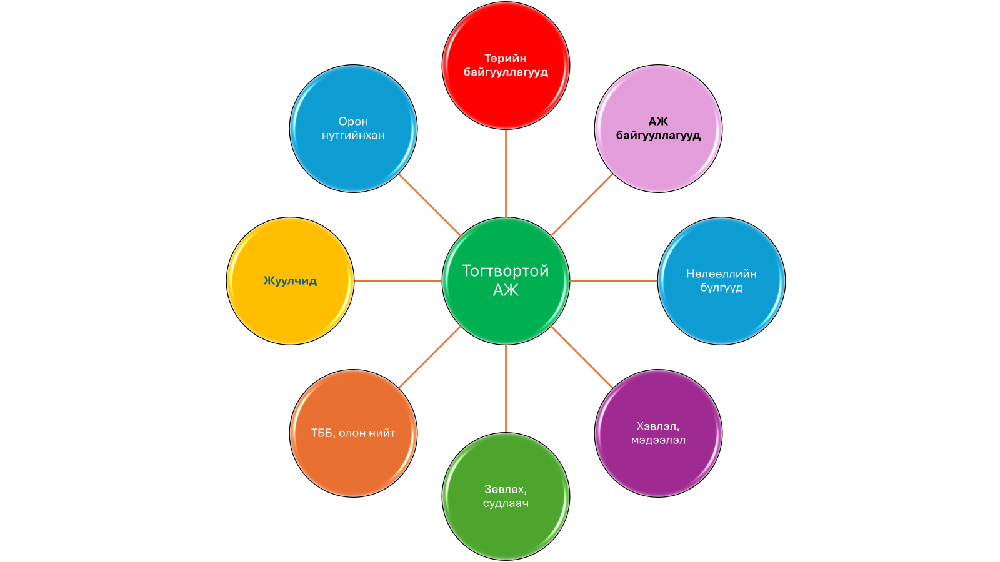 Төрийн
байгууллагууд
АЖ
байгууллагууд
Нөлөөллийн
бүлгүүд
Хэвлэл,
мэдээлэл
Зөвлөх,
судлаач
ТББ, олон нийт
Жуулчид
Орон
нутгийнхан
Тогтвортой
АЖ